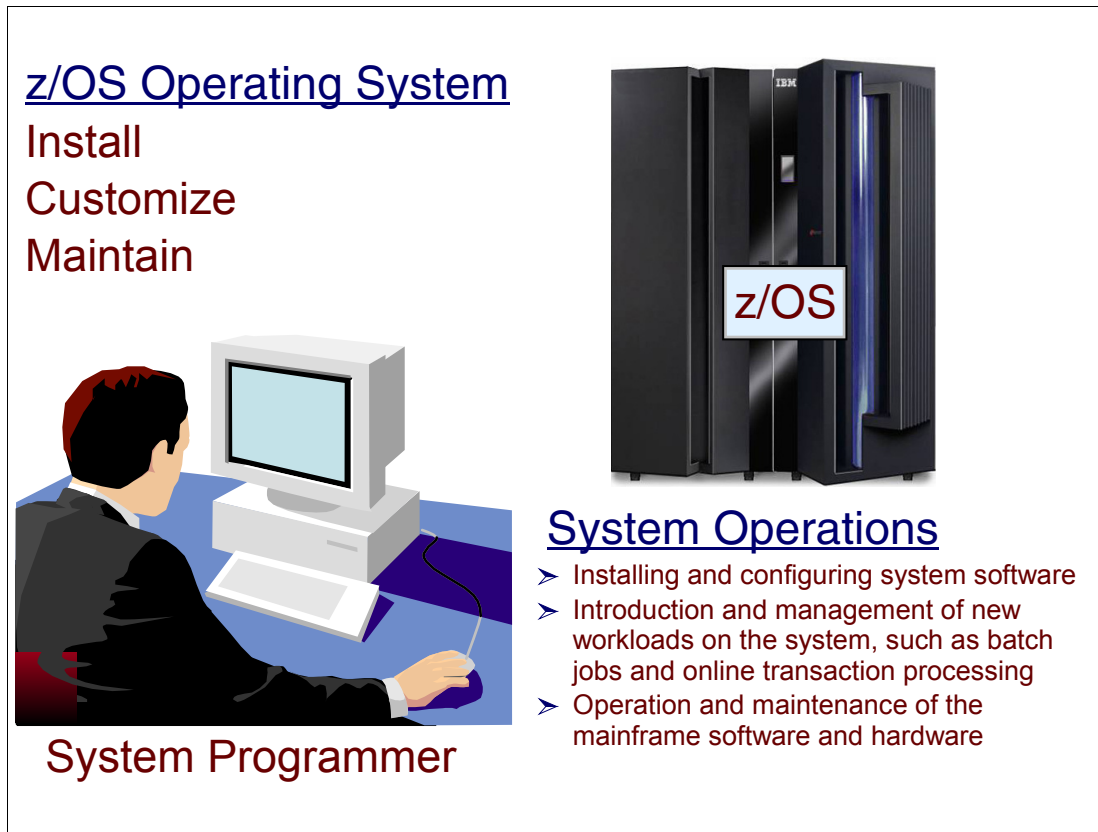 z/OS Operating System
Install
Customize
Maintain
IBM
z/OS
System Programmer
System Operations
➢ Installing and configuring system software
➢ Introduction and management of new
workloads on the system, such as batch
jobs and online transaction processing
➢ Operation and maintenance of the
mainframe software and hardware